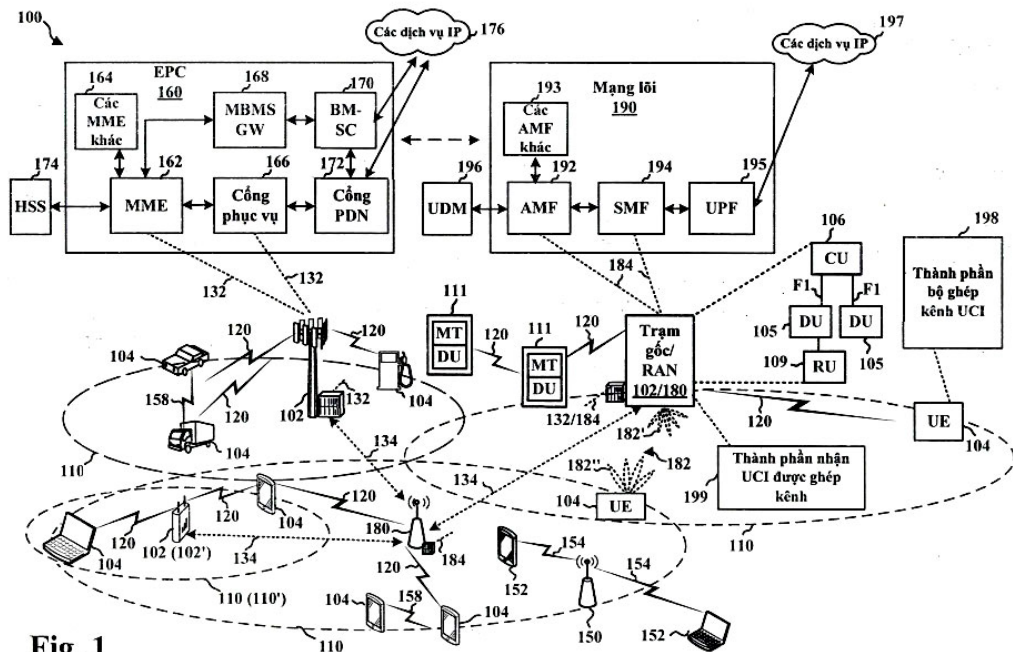 100
Các dịch vụ IP
176
Các dịch vụ IP
197
EPC
160
164
Các
MME
khác
168
MBMS
GW
170
BM-
SC
174
HSS
162
MME
166
Cổng
phục vụ
172
Cổng
PDN
Mạng lõi
190
193
Các
AMF
khác
196
UDM
192
AMF
194
SMF
195
UPF
132
132
184
106
CU
F1
F1
105
DU
DU
105
109
RU
198
Thành phần
bộ ghép
kênh UCI
111
MT
DU
120
111
MT
DU
120
Trạm
gốc/
RAN
102/180
132/184
182'
182
182''
120
UE
104
199
Thành phần nhận
UCI được ghép
kênh
104
120
120
120
104
158
104
102
132
110
134
134
104
UE
110
104
120
102 (102')
120
104
120
134
180
184
120
110 (110')
104
158
104
110
152
154
150
154
152
Fig. 1